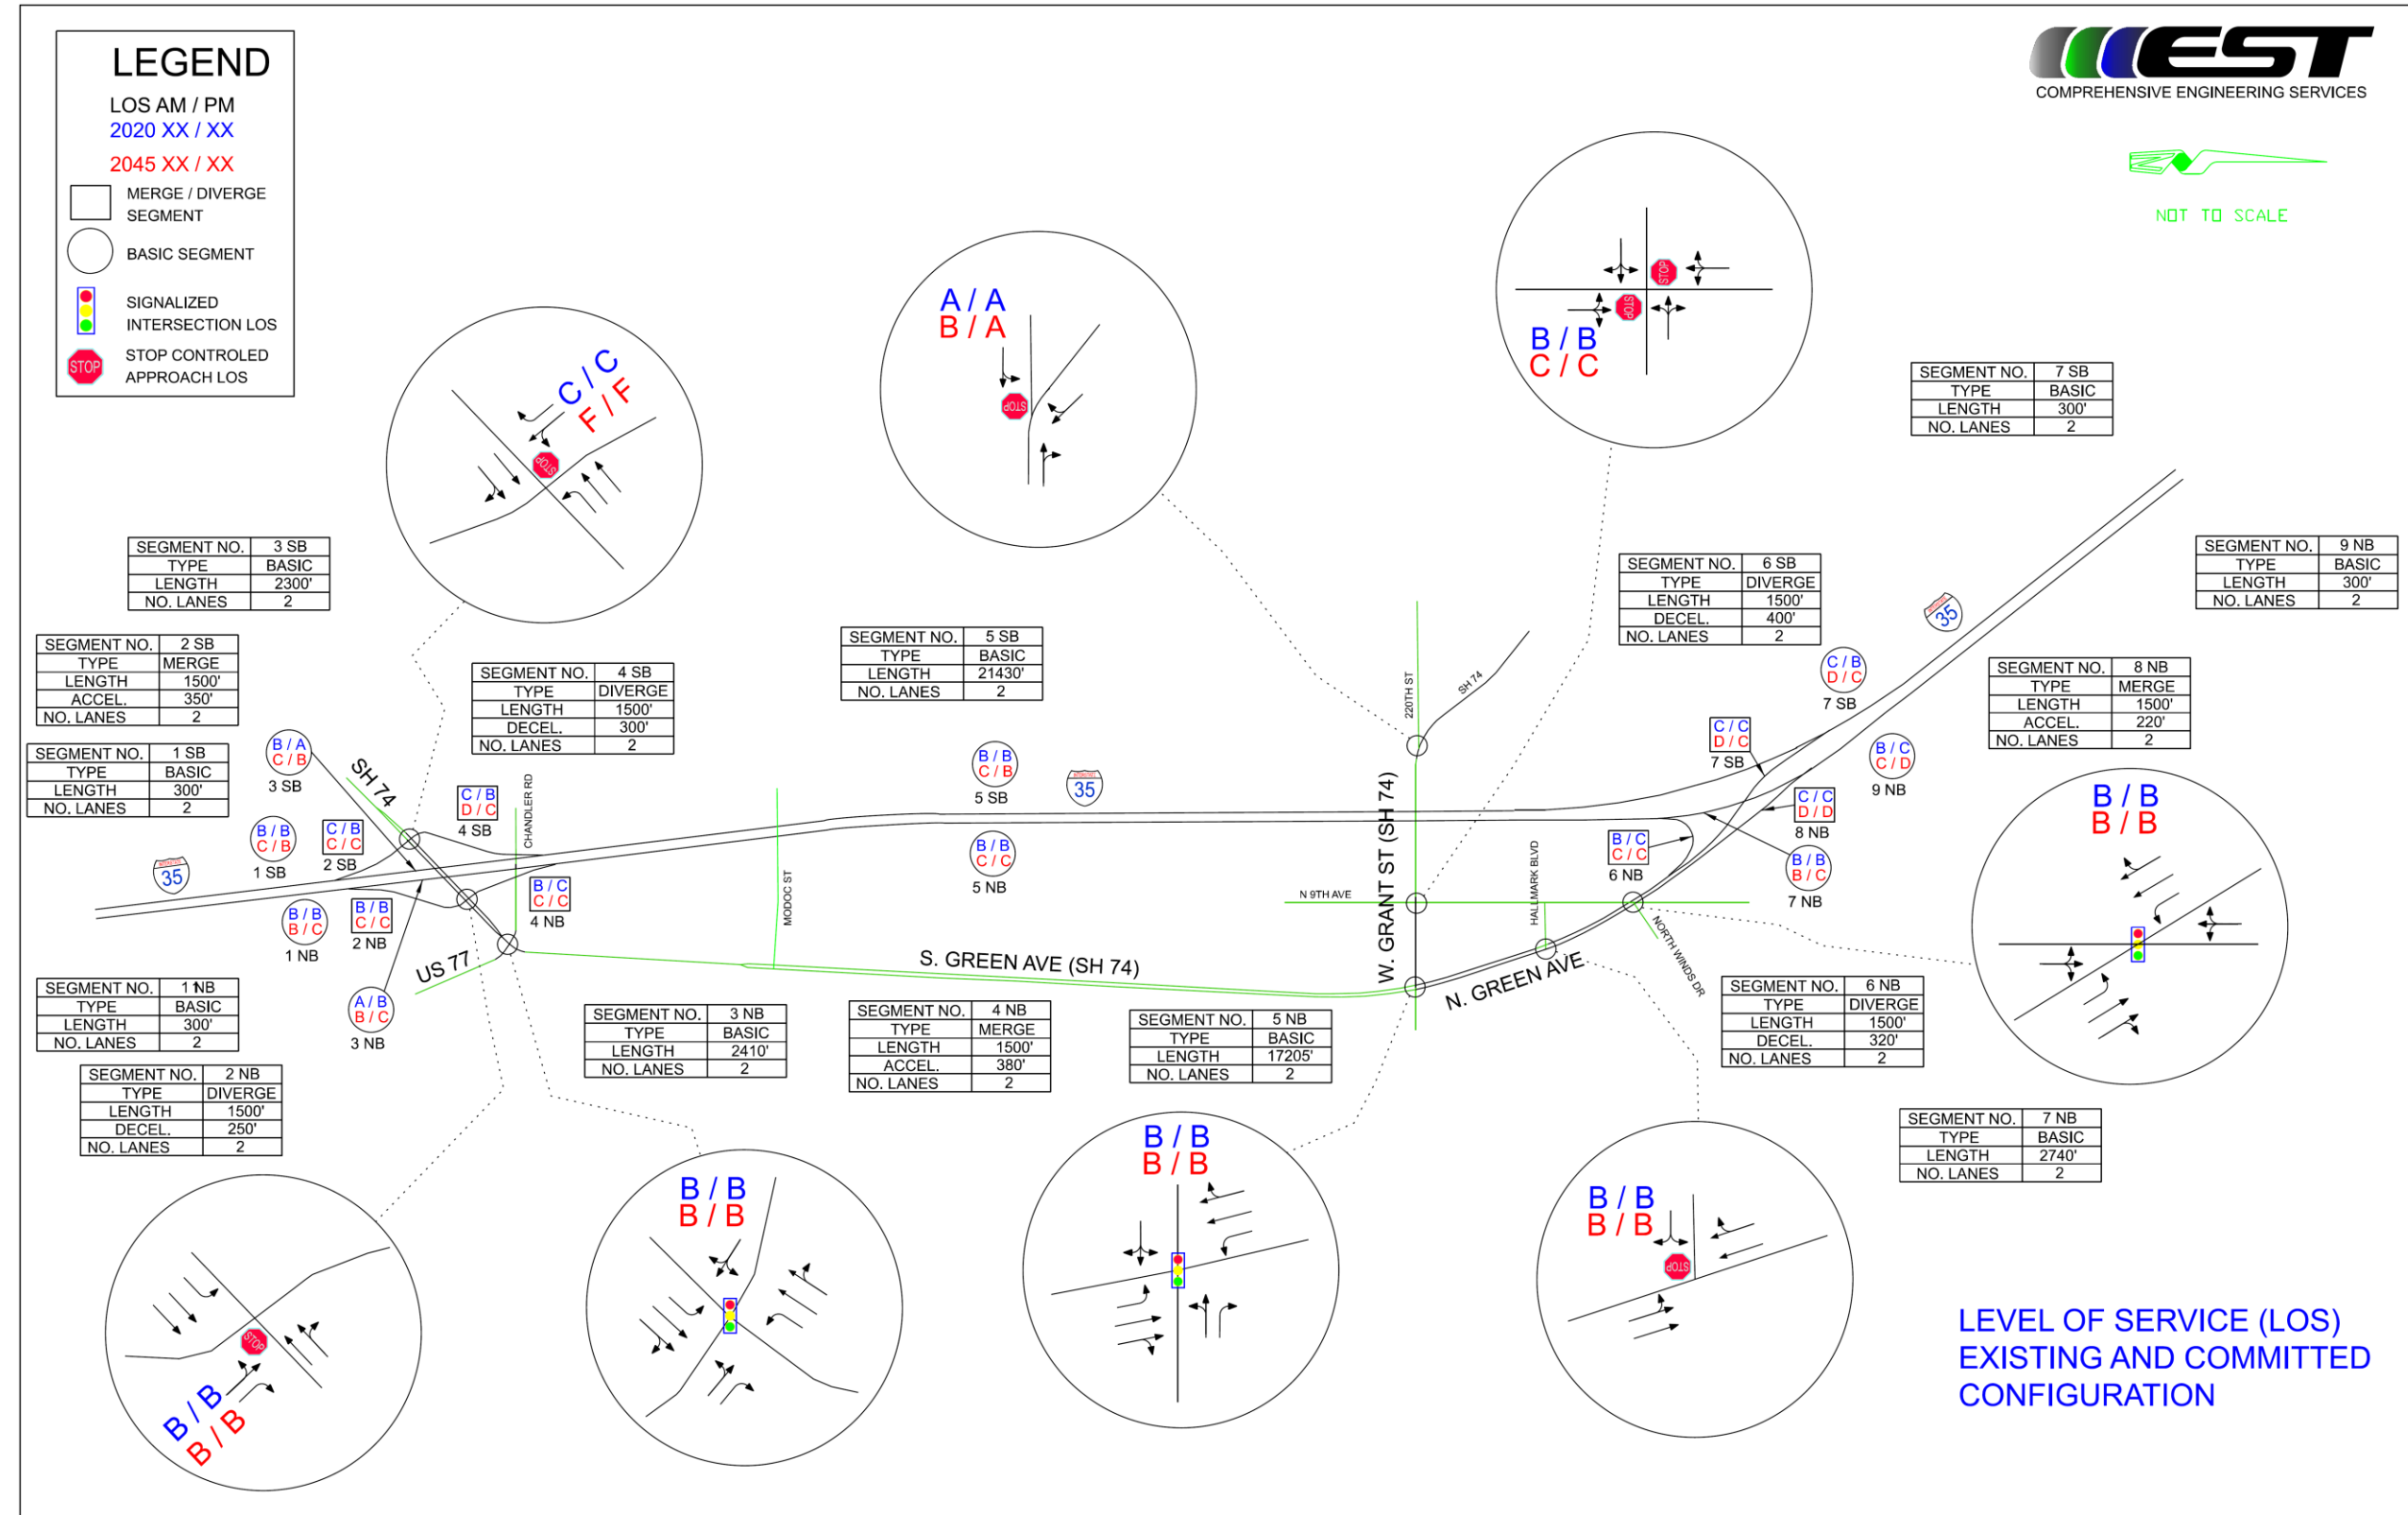 LEGEND
LOS AM / PM
2020 XX / XX
2045 XX / XX
MERGE / DIVERGE
SEGMENT
BASIC SEGMENT
SIGNALIZED
INTERSECTION LOS
STOP
STOP CONTROLED
APPROACH LOS
EST
COMPREHENSIVE ENGINEERING SERVICES
NOT TO SCALE
C / C
F / F
STOP
A / A
B / A
STOP
STOP
STOP
B / B
C / C
SEGMENT NO. 7 SB
TYPE BASIC
LENGTH 300'
NO. LANES 2
SEGMENT NO. 3 SB
TYPE BASIC
LENGTH 2300'
NO. LANES 2
SEGMENT NO. 6 SB
TYPE DIVERGE
LENGTH 1500'
DECEL. 400'
NO. LANES 2
SEGMENT NO. 9 NB
TYPE BASIC
LENGTH 300'
NO. LANES 2
SEGMENT NO. 2 SB
TYPE MERGE
LENGTH 1500'
ACCEL. 350'
NO. LANES 2
SEGMENT NO. 4 SB
TYPE DIVERGE
LENGTH 1500'
DECEL. 300'
NO. LANES 2
SEGMENT NO. 5 SB
TYPE BASIC
LENGTH 21430'
NO. LANES 2
SEGMENT NO. 8 NB
TYPE MERGE
LENGTH 1500'
ACCEL. 220'
NO. LANES 2
SEGMENT NO. 1 SB
TYPE BASIC
LENGTH 300'
NO. LANES 2
B / A
C / B
3 SB
SH 74
C / B
D / C
4 SB
CHANDLER RD
B / B
C / B
5 SB
35
220TH ST
SH 74
W. GRANT ST (SH 74)
C / C
D / C
7 SB
C / B
D / C
7 SB
35
B / C
C / D
9 NB
B / B
C / B
1 SB
C / B
C / C
2 SB
35
B / B
B / C
1 NB
B / B
C / C
2 NB
B / C
C / C
4 NB
MODOC ST
B / B
C / C
5 NB
N 9TH AVE
HALLMARK BLVD
B / C
C / C
6 NB
C / C
D / D
8 NB
B / B
B / C
7 NB
NORTH WINDS DR
US 77
S. GREEN AVE (SH 74)
N. GREEN AVE
A / B
B / C
3 NB
B / B
B / B
SEGMENT NO. 1 NB
TYPE BASIC
LENGTH 300'
NO. LANES 2
SEGMENT NO. 3 NB
TYPE BASIC
LENGTH 2410'
NO. LANES 2
SEGMENT NO. 4 NB
TYPE MERGE
LENGTH 1500'
ACCEL. 380'
NO. LANES 2
SEGMENT NO. 5 NB
TYPE BASIC
LENGTH 17205'
NO. LANES 2
SEGMENT NO. 6 NB
TYPE DIVERGE
LENGTH 1500'
DECEL. 320'
NO. LANES 2
SEGMENT NO. 2 NB
TYPE DIVERGE
LENGTH 1500'
DECEL. 250'
NO. LANES 2
SEGMENT NO. 7 NB
TYPE BASIC
LENGTH 2740'
NO. LANES 2
STOP
B / B
B / B
B / B
B / B
B / B
B / B
B / B
B / B
STOP
LEVEL OF SERVICE (LOS)
EXISTING AND COMMITTED
CONFIGURATION